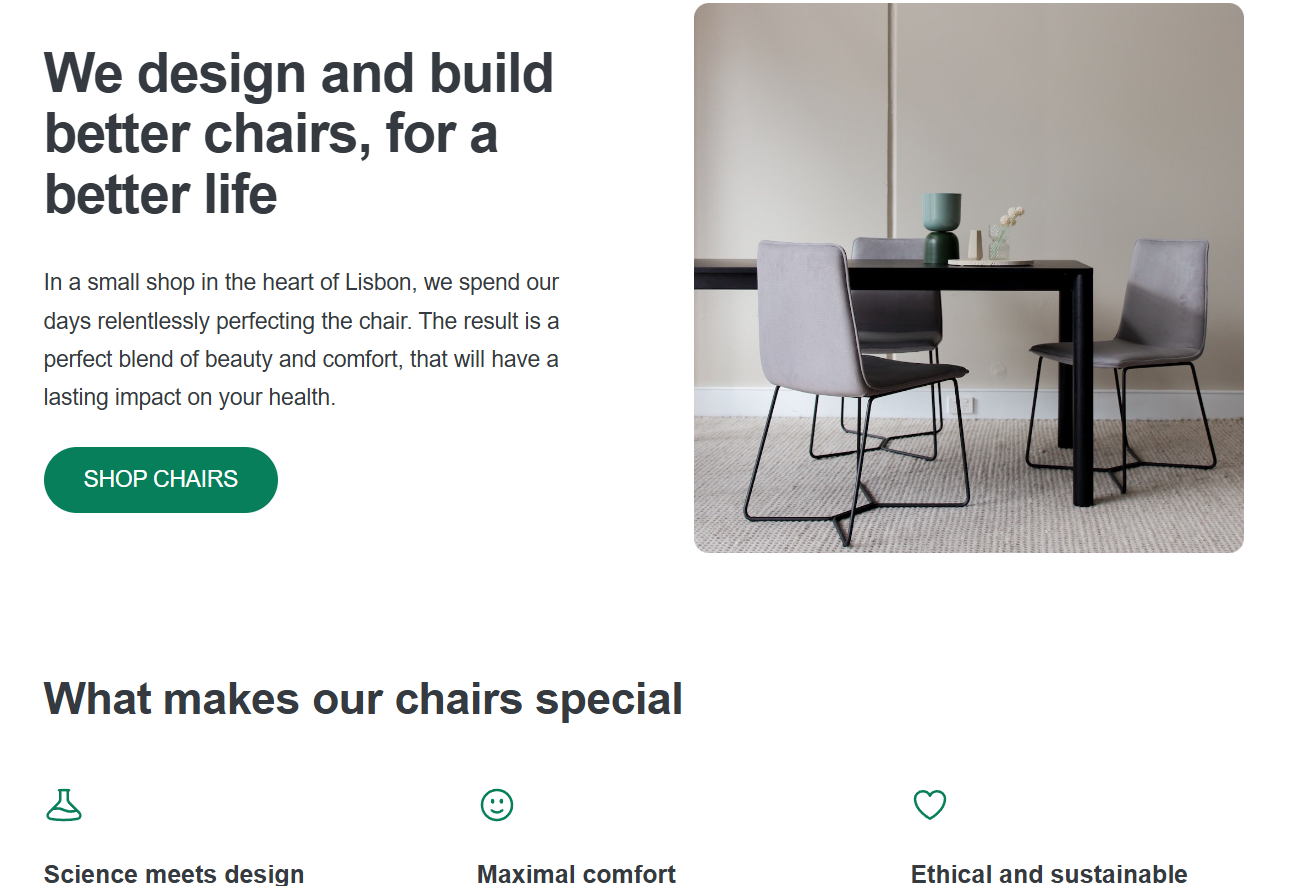 We design and build
better chairs, for a
better life
In a small shop in the heart of Lisbon, we spend our
days relentlessly perfecting the chair. The result is a
perfect blend of beauty and comfort, that will have a
lasting impact on your health.
SHOP CHAIRS
What makes our chairs special
Science meets design
Maximal comfort
Ethical and sustainable